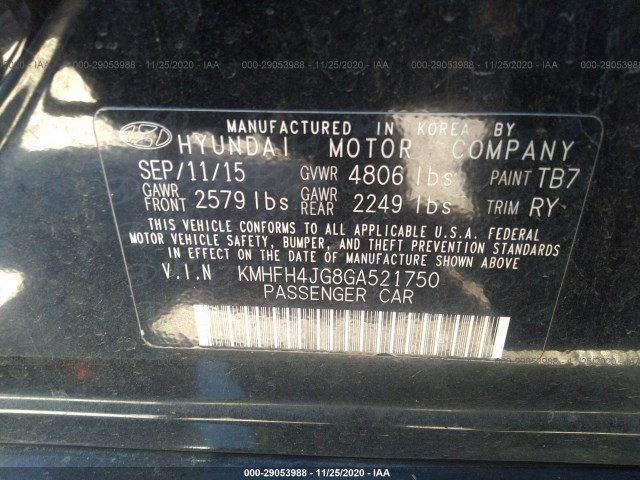 000-29053988 - 11/25/2020 - IAA
000-29053988 - 11/25/2020 - IAA
000-29053988 - 11/25/2020 - IAA
MANUFACTURED IN KOREA BY
HYUNDAI MOTOR COMPANY
SEP/11/15 GVWR 4806 lbs PAINT TB7
GAWR FRONT 2579 lbs GAWR REAR 2249 lbs TRIM RY
THIS VEHICLE CONFORMS TO ALL APPLICABLE U.S.A. FEDERAL
MOTOR VEHICLE SAFETY, BUMPER, AND THEFT PREVENTION STANDARDS
IN EFFECT ON THE DATE OF MANUFACTURE SHOWN ABOVE.
V.I.N KMHFH4JG8GA521750
PASSENGER CAR
000-29053988 - 11/25/2020 - IAA